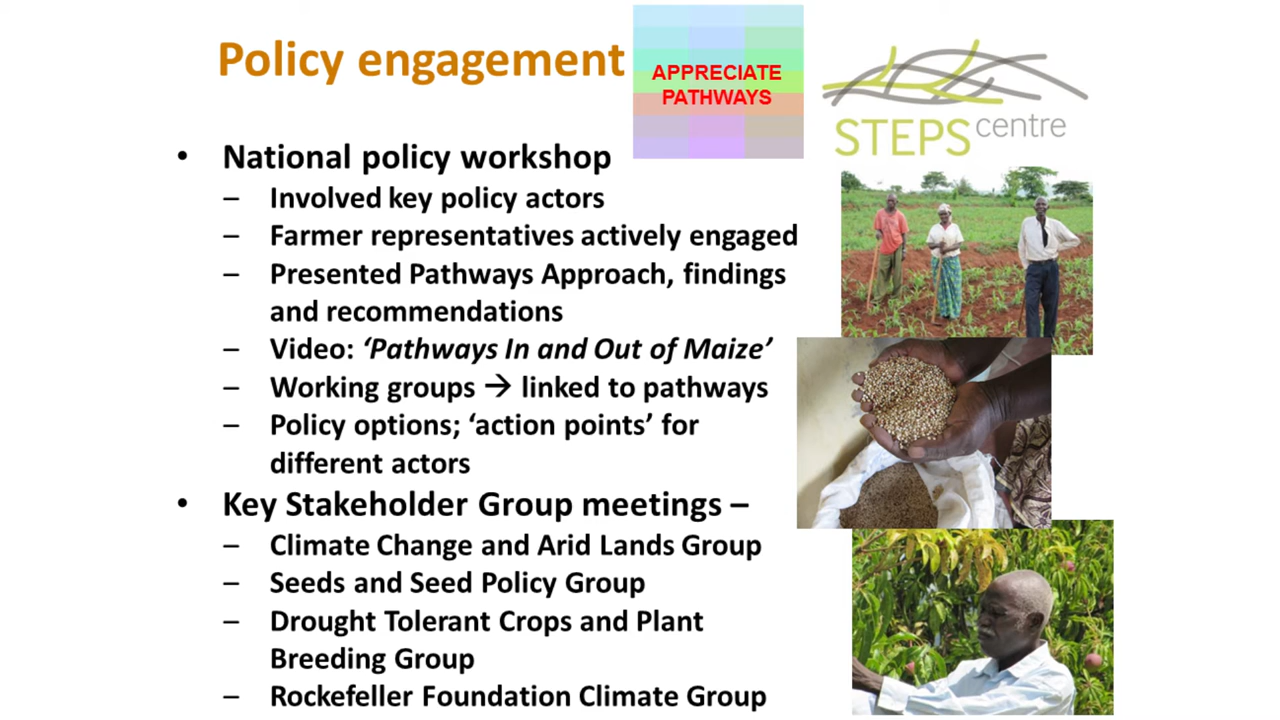 Policy engagement
APPRECIATE
PATHWAYS
STEPS centre
• National policy workshop
– Involved key policy actors
– Farmer representatives actively engaged
– Presented Pathways Approach, findings
and recommendations
– Video: ‘Pathways In and Out of Maize’
– Working groups → linked to pathways
– Policy options; ‘action points’ for
different actors
• Key Stakeholder Group meetings –
– Climate Change and Arid Lands Group
– Seeds and Seed Policy Group
– Drought Tolerant Crops and Plant
Breeding Group
– Rockefeller Foundation Climate Group